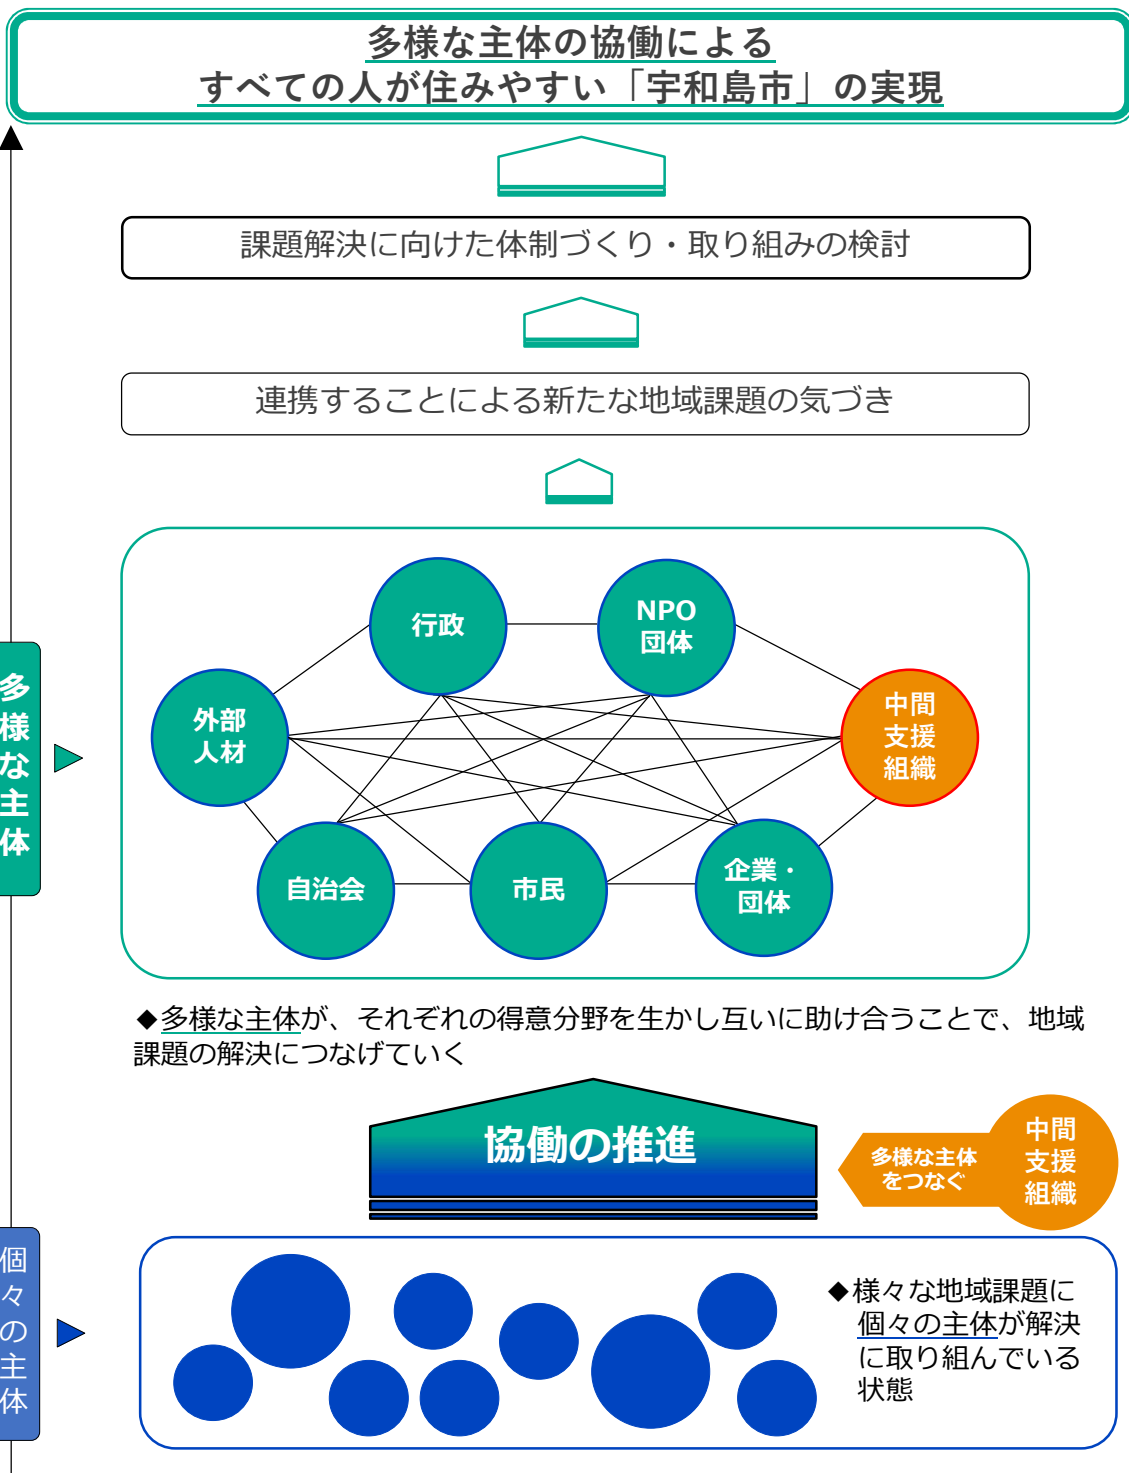 多様な主体の協働による
すべての人が住みやすい「宇和島市」の実現
課題解決に向けた体制づくり・取り組みの検討
連携することによる新たな地域課題の気づき
行政
NPO
団体
外部
人材
中間
支援
組織
自治会
市民
企業・
団体
多様な主体
◆多様な主体が、それぞれの得意分野を生かし互いに助け合うことで、地域
課題の解決につなげていく
協働の推進
多様な主体
をつなぐ
中間
支援
組織
個々の主体
◆様々な地域課題に
個々の主体が解決
に取り組んでいる
状態